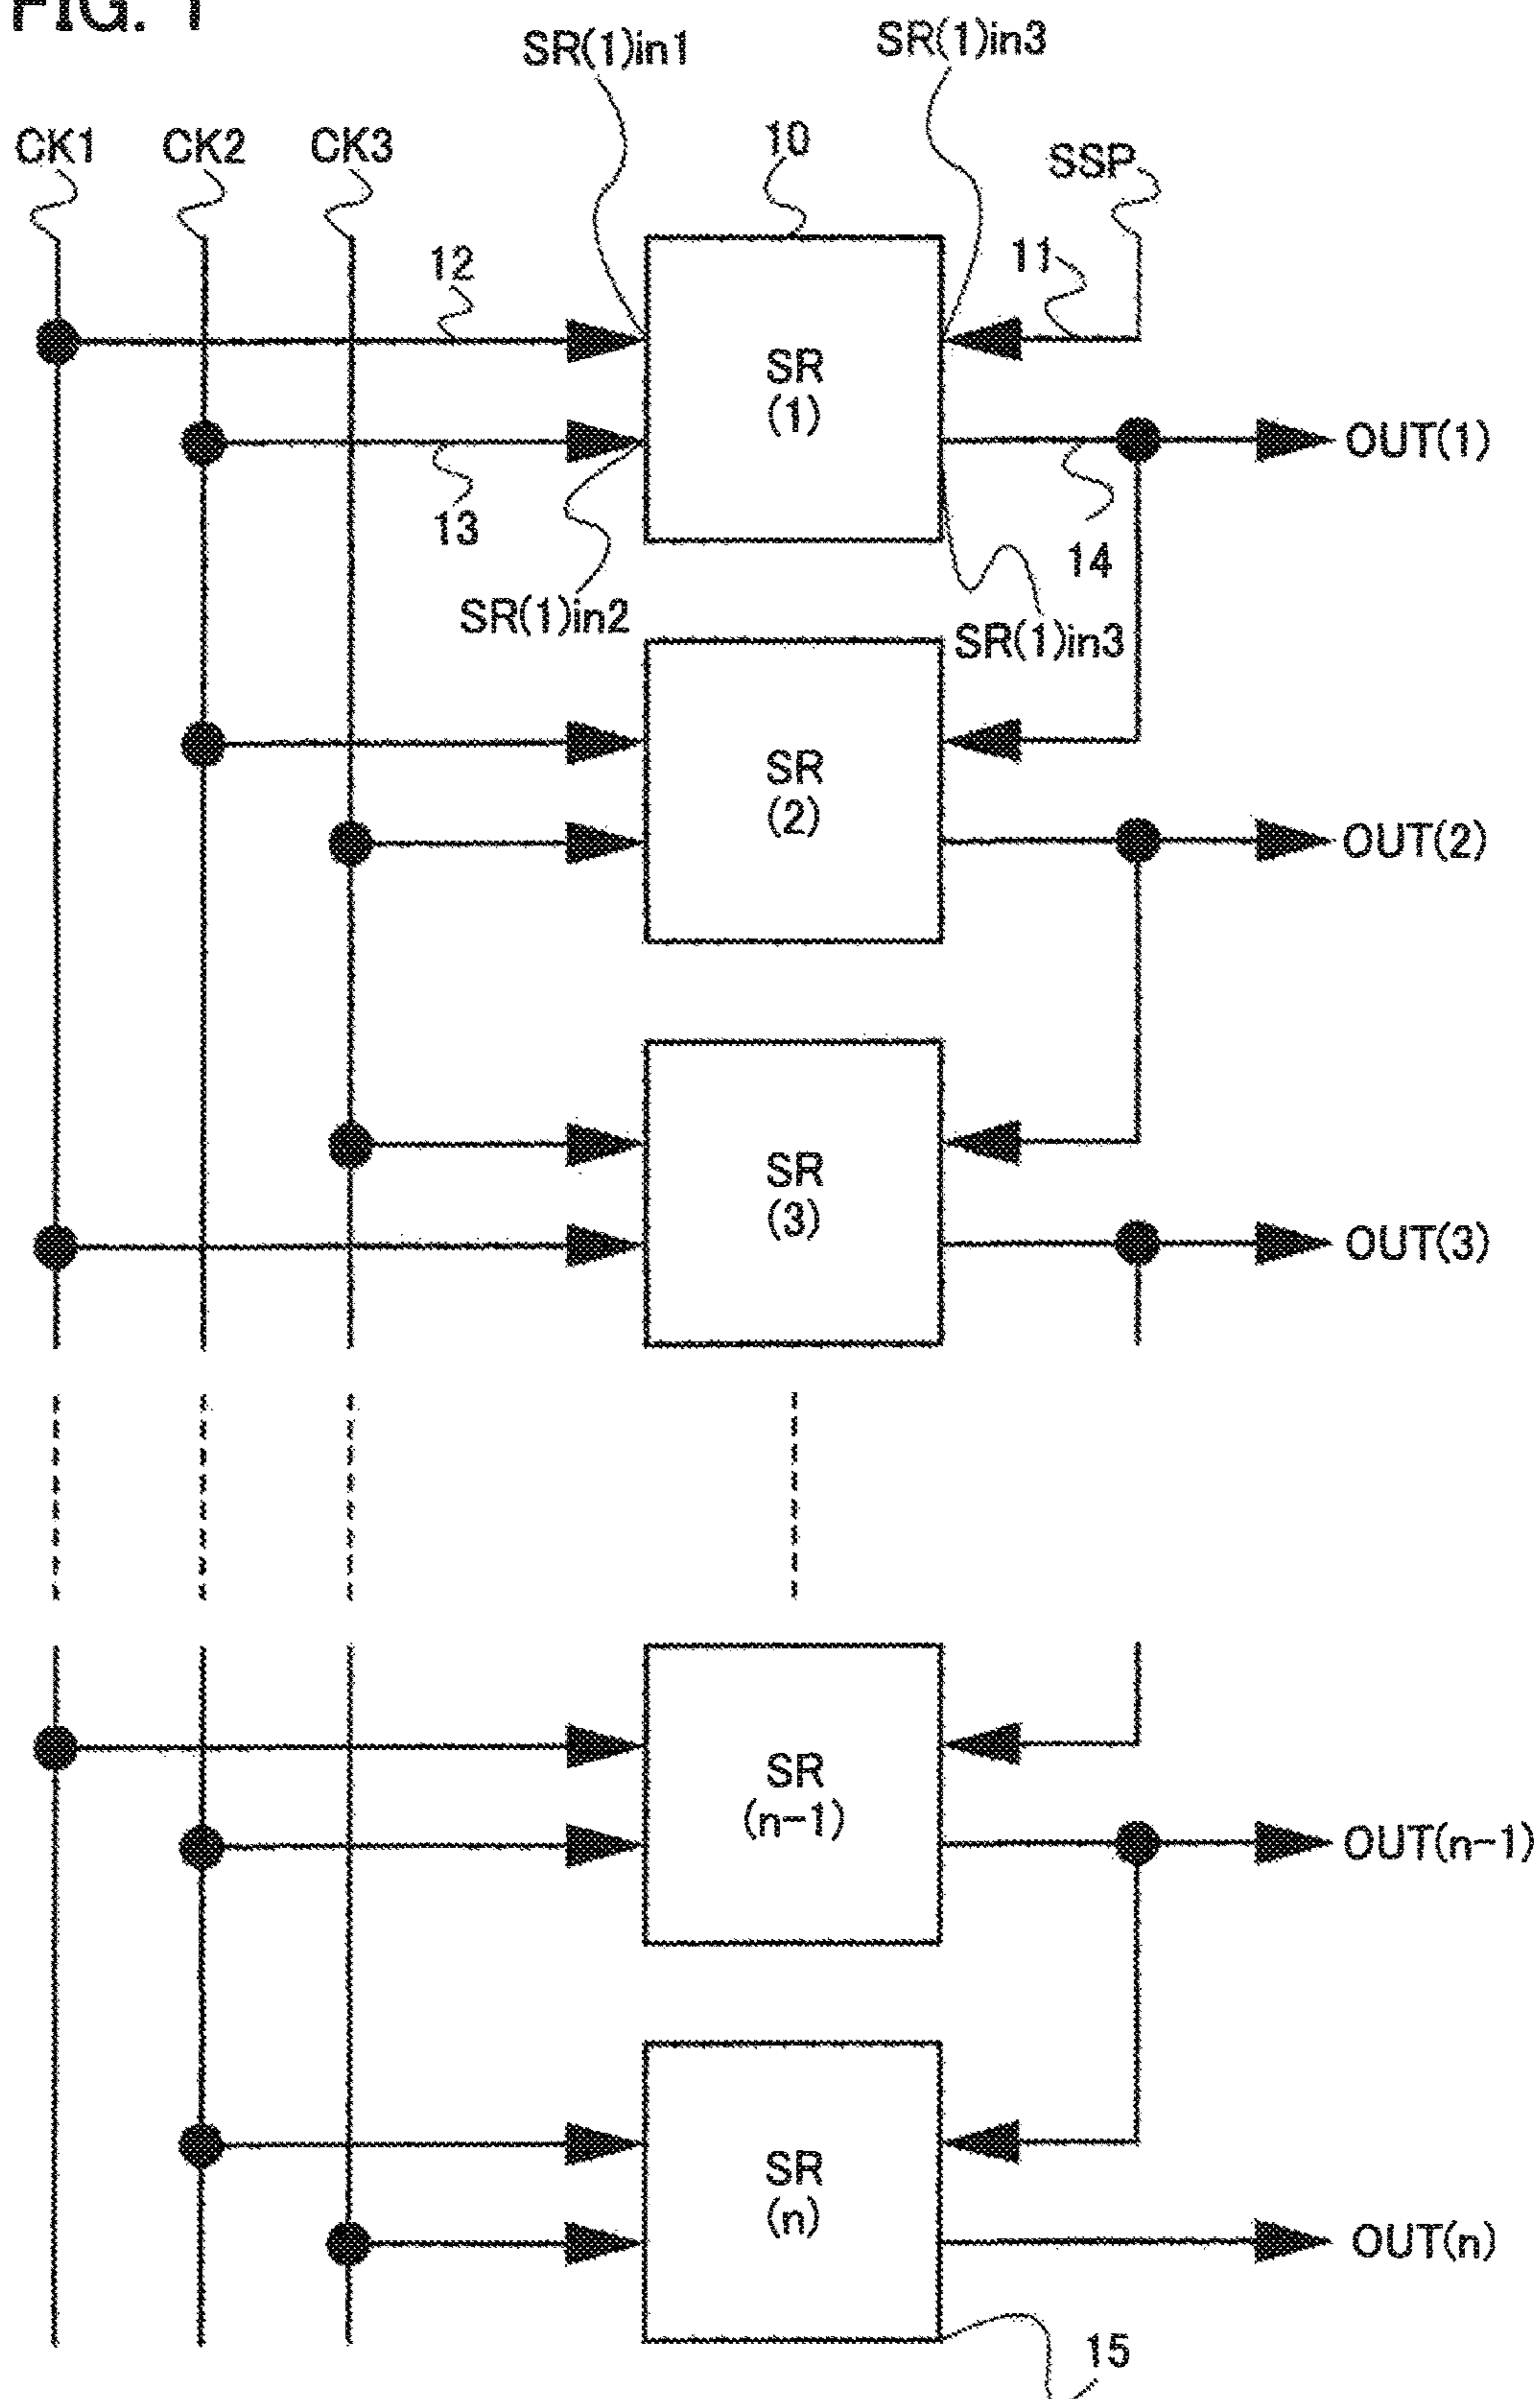 FIG. 1
SR(1)in1
SR(1)in3
CK1
CK2
CK3
10
SSP
12
11
SR
(1)
OUT(1)
13
14
SR(1)in2
SR(1)in3
SR
(2)
OUT(2)
SR
(3)
OUT(3)
SR
(n-1)
OUT(n-1)
SR
(n)
OUT(n)
15